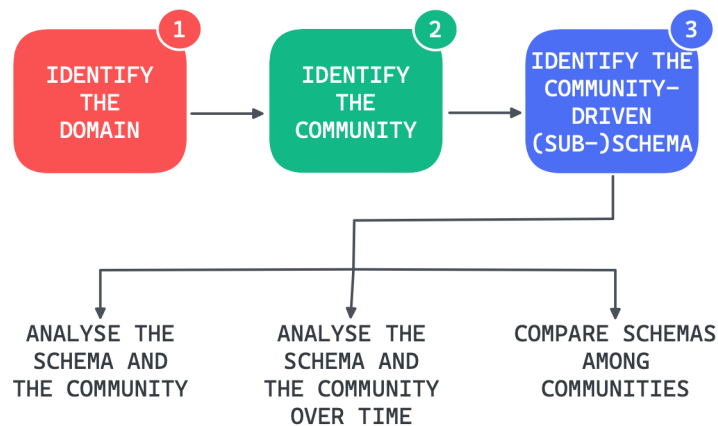 1
IDENTIFY
THE
DOMAIN
2
IDENTIFY
THE
COMMUNITY
3
IDENTIFY THE
COMMUNITY-
DRIVEN
(SUB-)SCHEMA
ANALYSE THE
SCHEMA AND
THE COMMUNITY
ANALYSE THE
SCHEMA AND
THE COMMUNITY
OVER TIME
COMPARE SCHEMAS
AMONG
COMMUNITIES